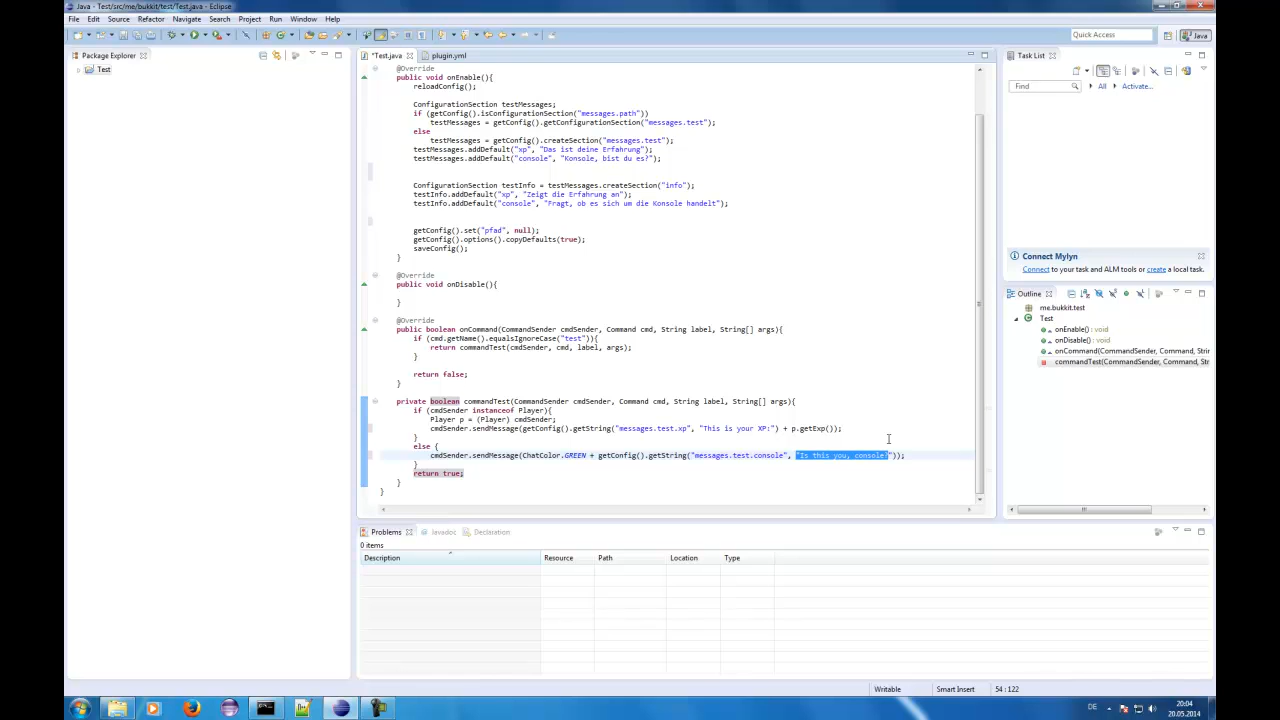 Java - Test/src/me/bukkit/test/Test.java - Eclipse
File Edit Source Refactor Navigate Search Project Run Window Help
Quick Access
Java
Package Explorer
Test
*Test.java
plugin.yml
@Override
public void onEnable(){
reloadConfig();
ConfigurationSection testMessages;
if (getConfig().isConfigurationSection("messages.path"))
testMessages = getConfig().getConfigurationSection("messages.test");
else
testMessages = getConfig().createSection("messages.test");
testMessages.addDefault("xp", "Das ist deine Erfahrung");
testMessages.addDefault("console", "Konsole, bist du es?");
ConfigurationSection testInfo = testMessages.createSection("info");
testInfo.addDefault("xp", "Zeigt die Erfahrung an");
testInfo.addDefault("console", "Fragt, ob es sich um die Konsole handelt");
getConfig().set("pfad", null);
getConfig().options().copyDefaults(true);
saveConfig();
}
@Override
public void onDisable(){
}
@Override
public boolean onCommand(CommandSender cmdSender, Command cmd, String label, String[] args){
if (cmd.getName().equalsIgnoreCase("test")){
return commandTest(cmdSender, cmd, label, args);
}
return false;
}
private boolean commandTest(CommandSender cmdSender, Command cmd, String label, String[] args){
if (cmdSender instanceof Player){
Player p = (Player) cmdSender;
cmdSender.sendMessage(getConfig().getString("messages.test.xp", "This is your XP:") + p.getExp());
}
else {
cmdSender.sendMessage(ChatColor.GREEN + getConfig().getString("messages.test.console", "Is this you, console?"));
}
return true;
}
}
Task List
Find
All
Activate...
Connect Mylyn
Connect to your task and ALM tools or create a local task.
Outline
me.bukkit.test
Test
onEnable() : void
onDisable() : void
onCommand(CommandSender, Command, Stri
commandTest(CommandSender, Command, Str
Problems
Javadoc
Declaration
0 items
Description Resource Path Location Type
Writable
Smart Insert
54 : 122
DE
20:04
20.05.2014